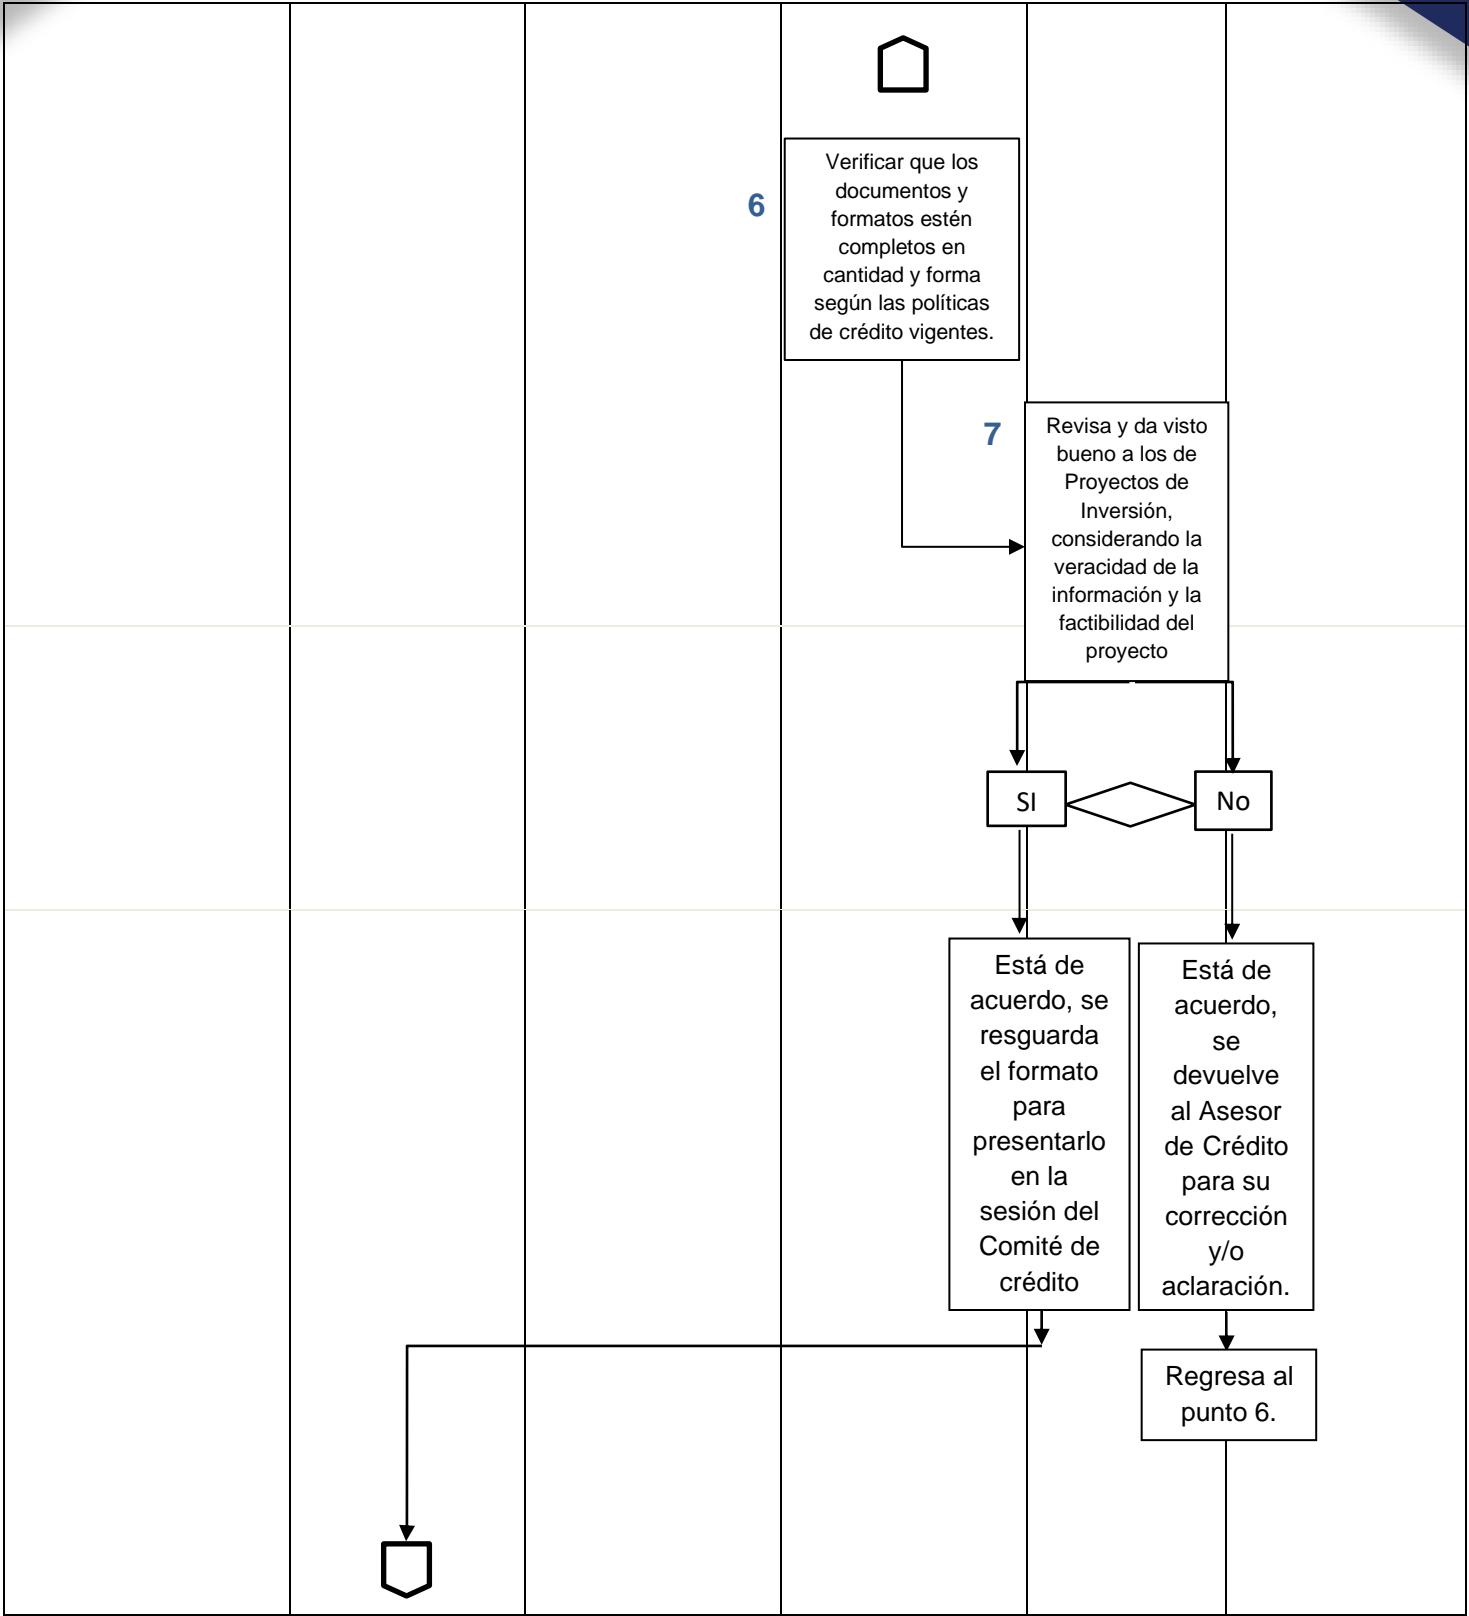 6
Verificar que los
documentos y
formatos estén
completos en
cantidad y forma
según las políticas
de crédito vigentes.
7
Revisa y da visto
bueno a los de
Proyectos de
Inversión,
considerando la
veracidad de la
información y la
factibilidad del
proyecto
SI
No
Está de
acuerdo, se
resguarda
el formato
para
presentarlo
en la
sesión del
Comité de
crédito
Está de
acuerdo,
se
devuelve
al Asesor
de Crédito
para su
corrección
y/o
aclaración.
Regresa al
punto 6.